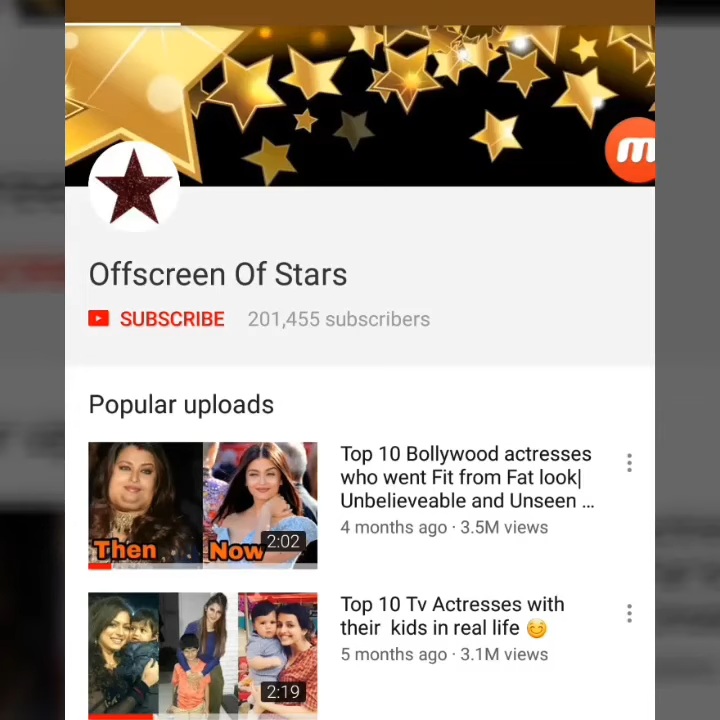 m
Offscreen Of Stars
SUBSCRIBE 201,455 subscribers
Popular uploads
Then Now 2:02
Top 10 Bollywood actresses
who went Fit from Fat look|
Unbelieveable and Unseen ...
4 months ago · 3.5M views
2:19
Top 10 Tv Actresses with
their kids in real life 😊
5 months ago · 3.1M views